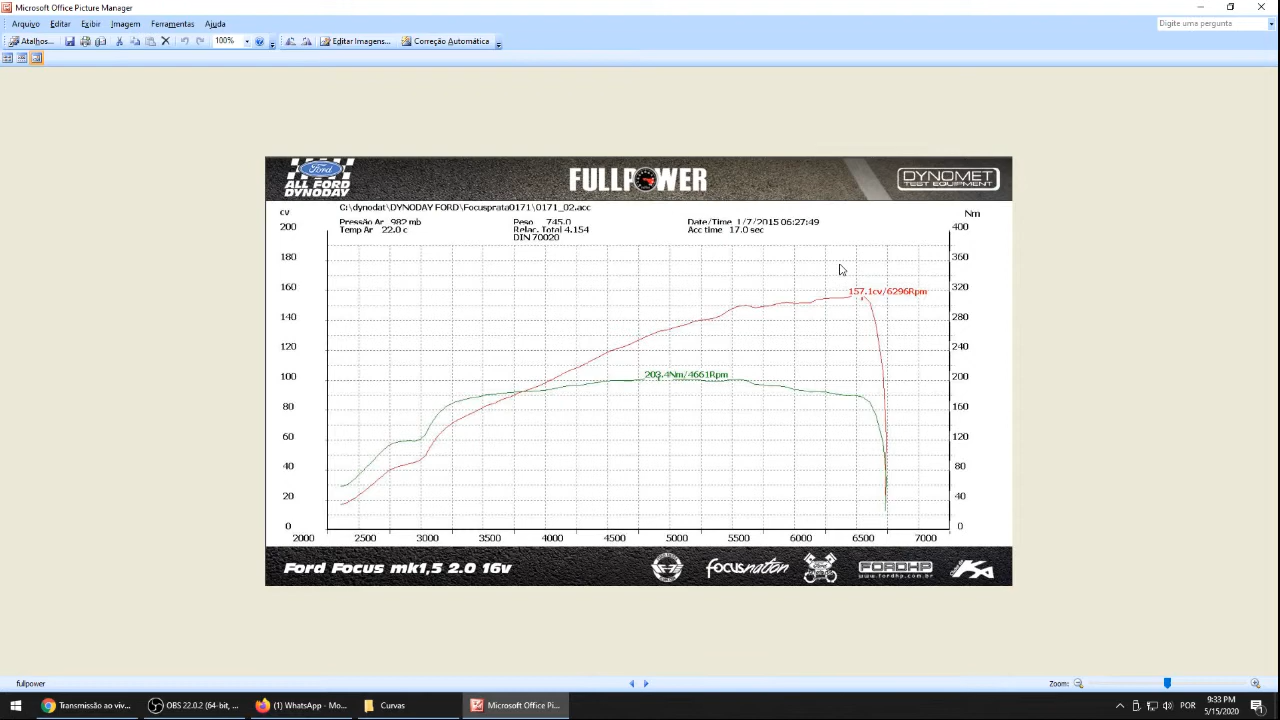 Microsoft Office Picture Manager
Arquivo Editar Exibir Imagem Ferramentas Ajuda
Digite uma pergunta
Atalhos... 100% Editar Imagens... Correção Automática
Ford
ALL FORD
DYNODAY
FULLPOWER
DYNOMET
TEST EQUIPMENT
C:\dynodat\DYNODAY FORD\Focusprata0171\0171_02.acc
cv
Nm
Pressão Ar 982 mb Peso 745.0 Date/Time 1/7/2015 06:27:49
Temp Ar 22.0 c Relac. Total 4.154 Acc time 17.0 sec
DIN 70020
200 400
180 360
157.1cv/6296Rpm
160 320
140 280
120 240
203.4Nm/4661Rpm
100 200
80 160
60 120
40 80
20 40
0 0
2000 2500 3000 4000 4500 5000 5500 6000 6500 7000
Ford Focus mk1,5 2.0 16v
focusnation
FORDHP
www.fordhp.com.br
fullpower
Zoom:
Transmissão ao viv... OBS 22.0.2 (64-bit, ... (1) WhatsApp - Mo... Curvas Microsoft Office Pi...
POR
9:33 PM
5/15/2020
1